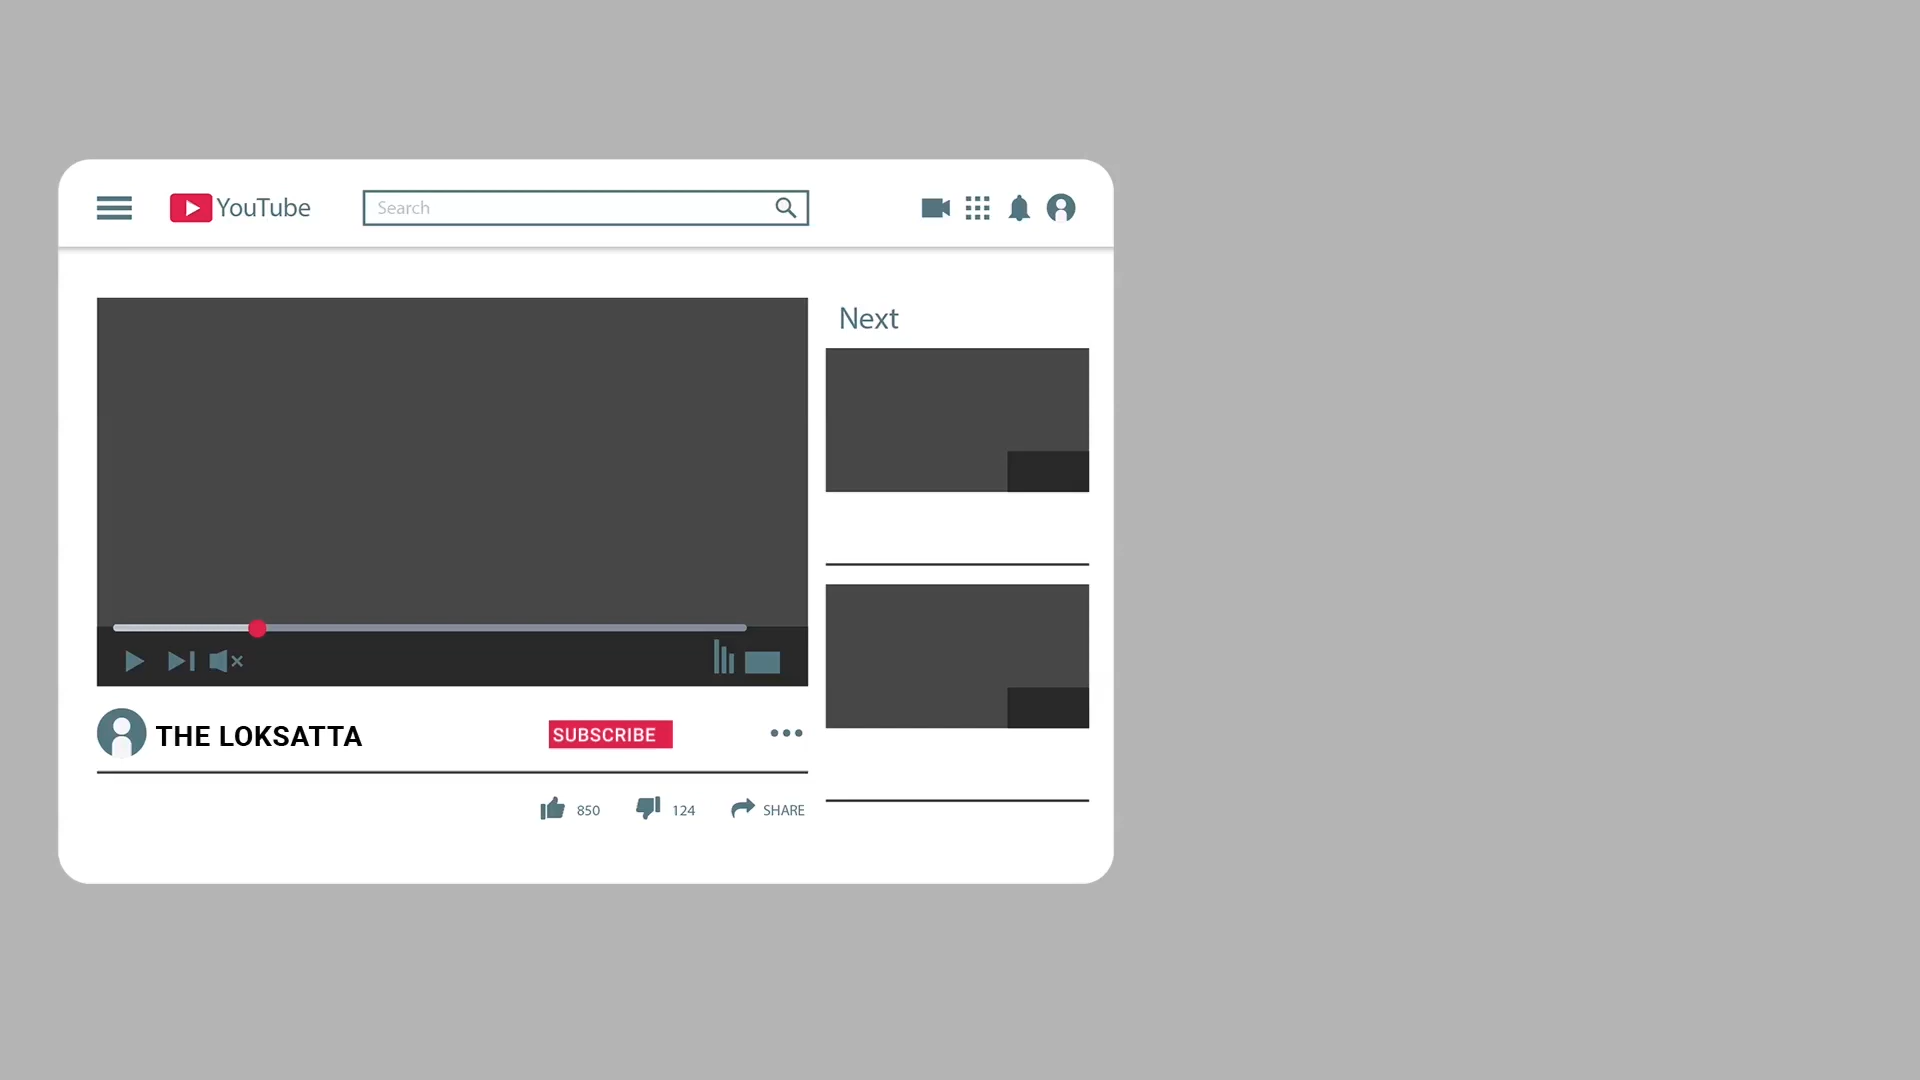 YouTube
Search
Next
THE LOKSATTA
SUBSCRIBE
850
124
SHARE